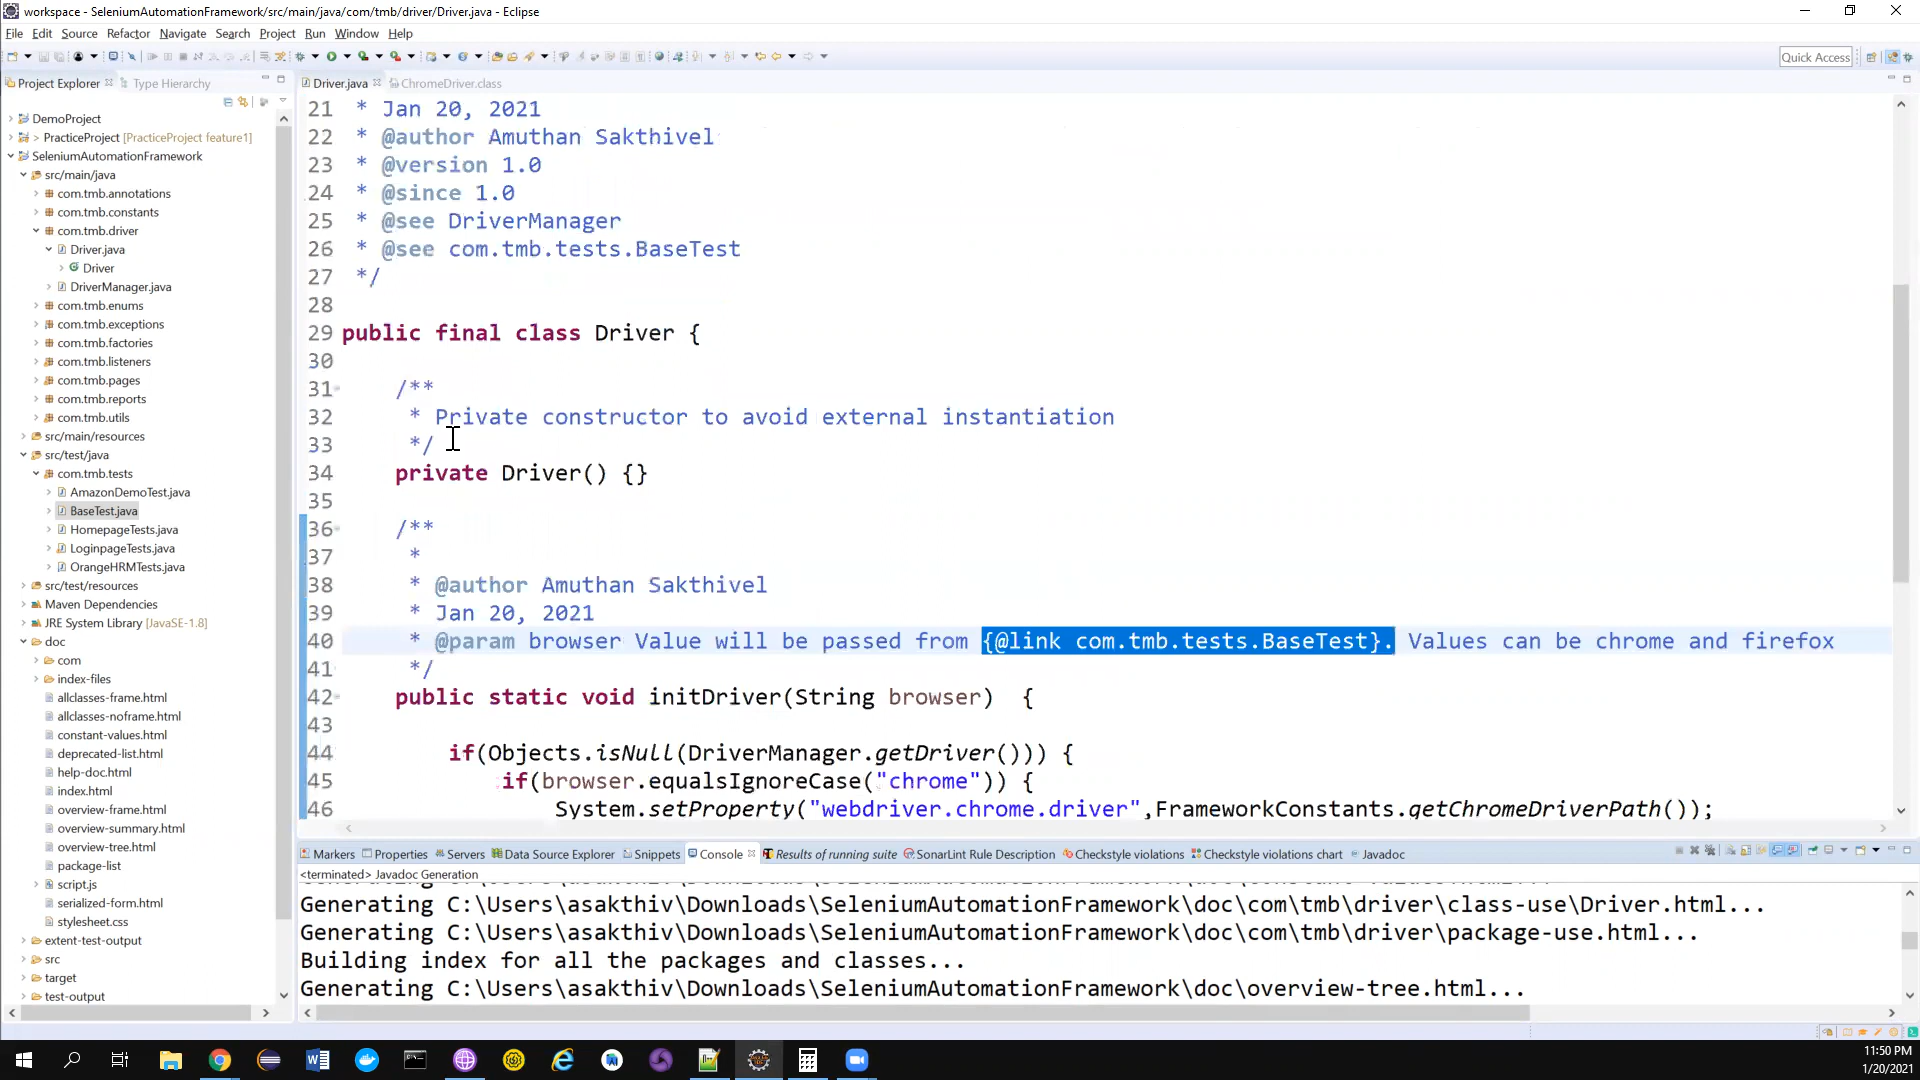 workspace - SeleniumAutomationFramework/src/main/java/com/tmb/driver/Driver.java - Eclipse
File Edit Source Refactor Navigate Search Project Run Window Help
Quick Access
Project Explorer Type Hierarchy
DemoProject
> PracticeProject [PracticeProject feature1]
SeleniumAutomationFramework
src/main/java
com.tmb.annotations
com.tmb.constants
com.tmb.driver
Driver.java
Driver
DriverManager.java
com.tmb.enums
com.tmb.exceptions
com.tmb.factories
com.tmb.listeners
com.tmb.pages
com.tmb.reports
com.tmb.utils
src/main/resources
src/test/java
com.tmb.tests
AmazonDemoTest.java
BaseTest.java
HomepageTests.java
LoginpageTests.java
OrangeHRMTests.java
src/test/resources
Maven Dependencies
JRE System Library [JavaSE-1.8]
doc
com
index-files
allclasses-frame.html
allclasses-noframe.html
constant-values.html
deprecated-list.html
help-doc.html
index.html
overview-frame.html
overview-summary.html
overview-tree.html
package-list
script.js
serialized-form.html
stylesheet.css
extent-test-output
src
target
test-output
Driver.java ChromeDriver.class
21 * Jan 20, 2021
22 * @author Amuthan Sakthivel
23 * @version 1.0
24 * @since 1.0
25 * @see DriverManager
26 * @see com.tmb.tests.BaseTest
27 */
28
29 public final class Driver {
30
31 /**
32 * Private constructor to avoid external instantiation
33 */
34 private Driver() {}
35
36 /**
37 *
38 * @author Amuthan Sakthivel
39 * Jan 20, 2021
40 * @param browser Value will be passed from {@link com.tmb.tests.BaseTest}. Values can be chrome and firefox
41 */
42 public static void initDriver(String browser) {
43
44 if(Objects.isNull(DriverManager.getDriver())) {
45 if(browser.equalsIgnoreCase("chrome")) {
46 System.setProperty("webdriver.chrome.driver",FrameworkConstants.getChromeDriverPath());
Markers Properties Servers Data Source Explorer Snippets Console Results of running suite SonarLint Rule Description Checkstyle violations Checkstyle violations chart Javadoc
<terminated> Javadoc Generation
Generating C:\Users\asakthiv\Downloads\SeleniumAutomationFramework\doc\constant-values.html...
Generating C:\Users\asakthiv\Downloads\SeleniumAutomationFramework\doc\com\tmb\driver\class-use\Driver.html...
Generating C:\Users\asakthiv\Downloads\SeleniumAutomationFramework\doc\com\tmb\driver\package-use.html...
Building index for all the packages and classes...
Generating C:\Users\asakthiv\Downloads\SeleniumAutomationFramework\doc\overview-tree.html...
11:50 PM
1/20/2021